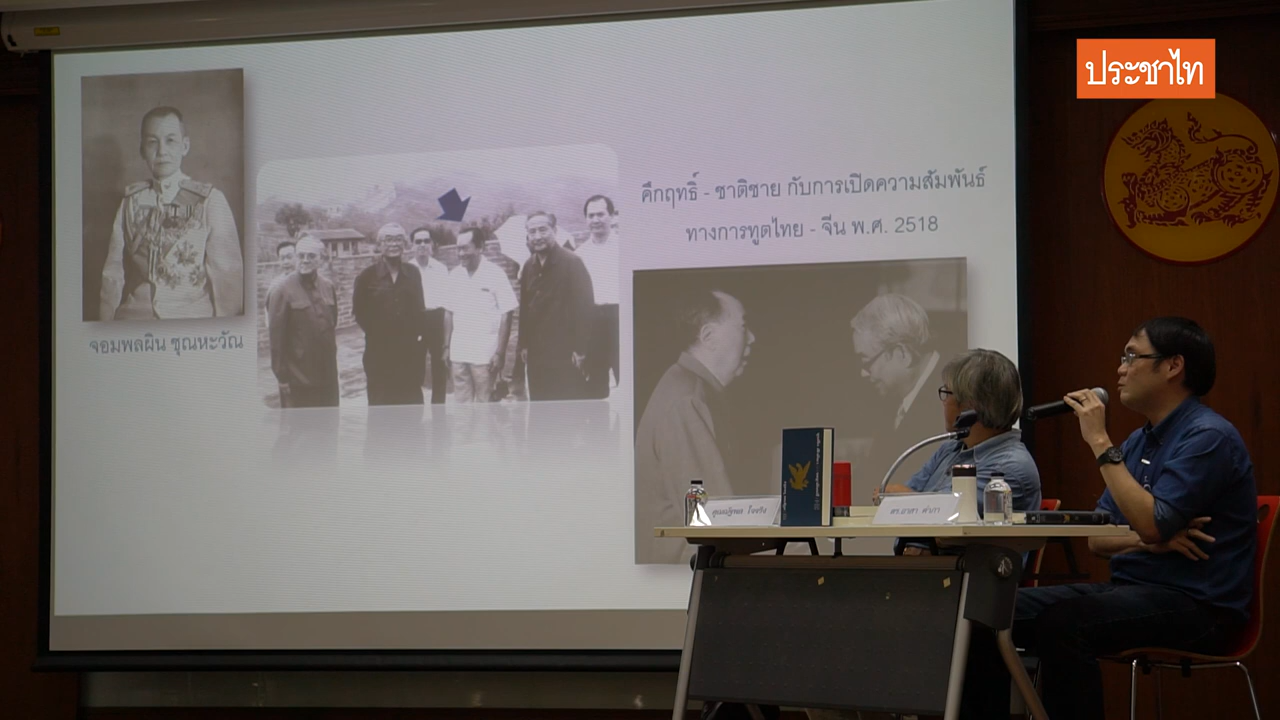 ประชาไท
คึกฤทธิ์ - ชาติชาย กับการเปิดความสัมพันธ์
ทางการทูตไทย - จีน พ.ศ. 2518
จอมพลผิน ชุณหะวัณ